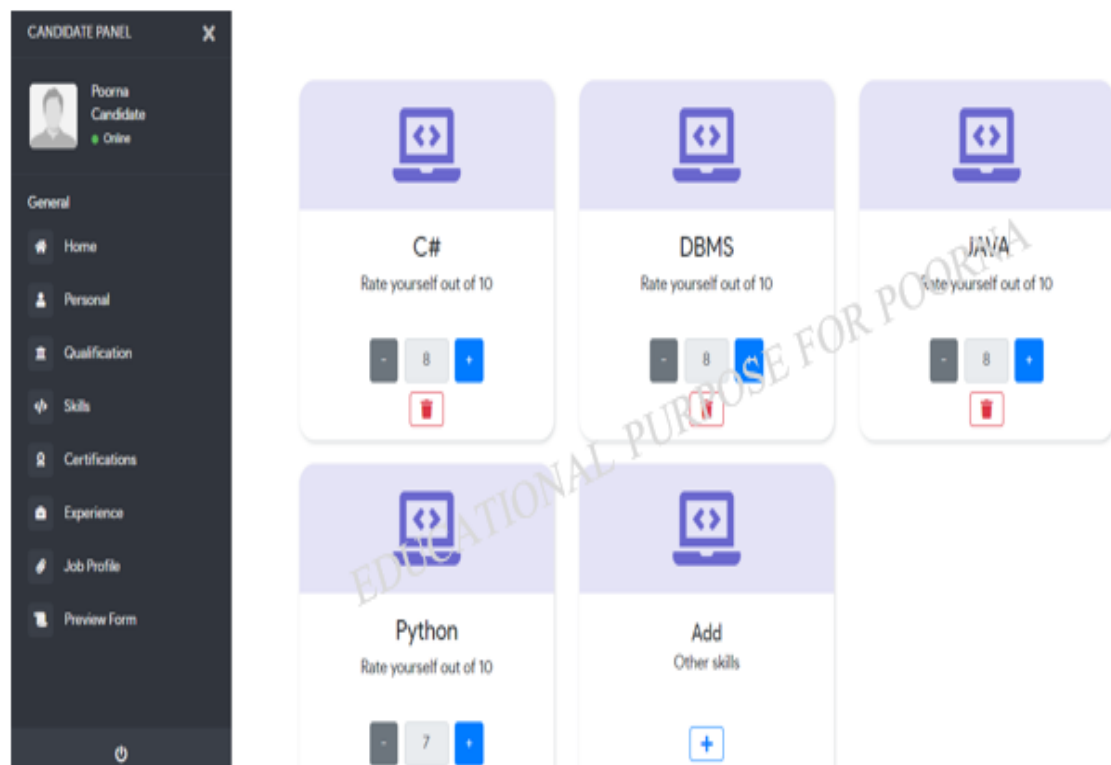 CANDIDATE PANEL X
Poorna
Candidate
Online
General
Home
Personal
Qualification
Skills
Certifications
Experience
Job Profile
Preview Form
C#
Rate yourself out of 10
- 8 +
DBMS
Rate yourself out of 10
- 8 +
JAVA
Rate yourself out of 10
- 8 +
Python
Rate yourself out of 10
- 7 +
Add
Other skills
+
EDUCATIONAL PURPOSE FOR POORNA